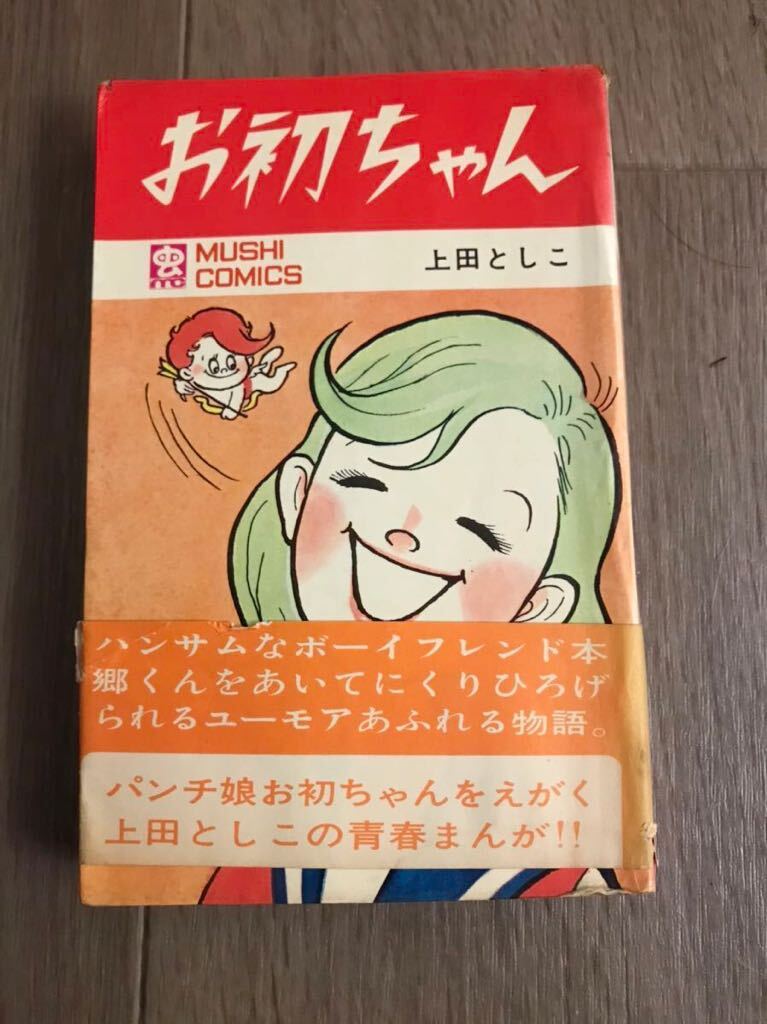 お初ちゃん
虫
MUSHI
COMICS
上田としこ
ハンサムなボーイフレンド本
郷くんをあいてにくりひろげ
られるユーモアあふれる物語。
パンチ娘お初ちゃんをえがく
上田としこの青春まんが!!